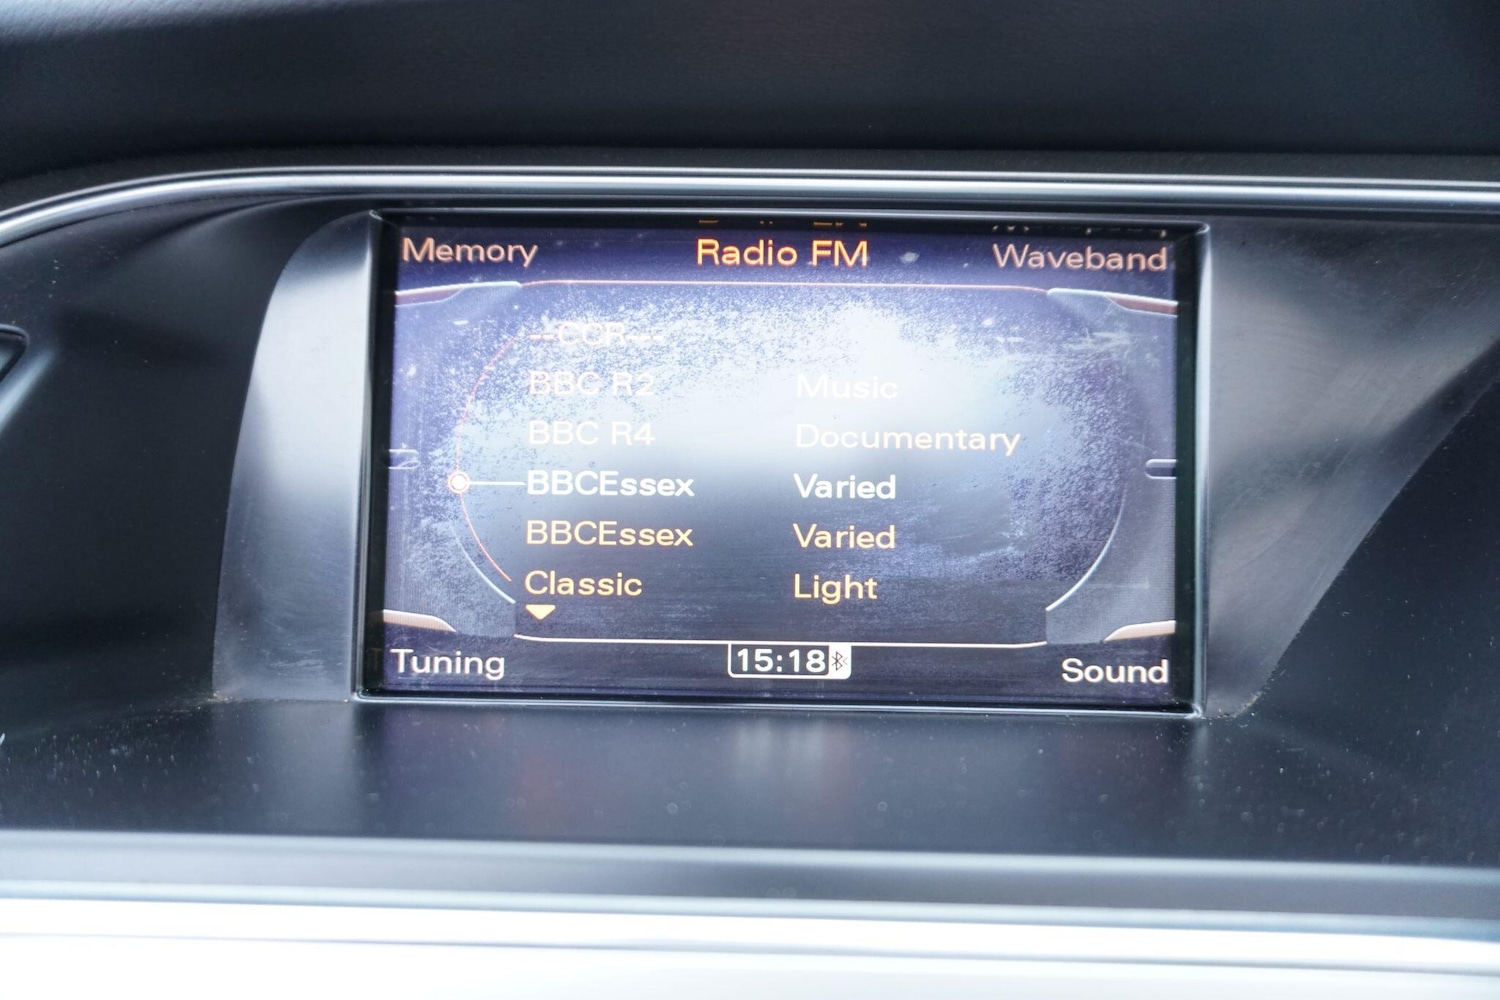 Memory Radio FM Waveband
--CCR--
BBC R2 Music
BBC R4 Documentary
BBCEssex Varied
BBCEssex Varied
Classic Light
Tuning 15:18 Sound